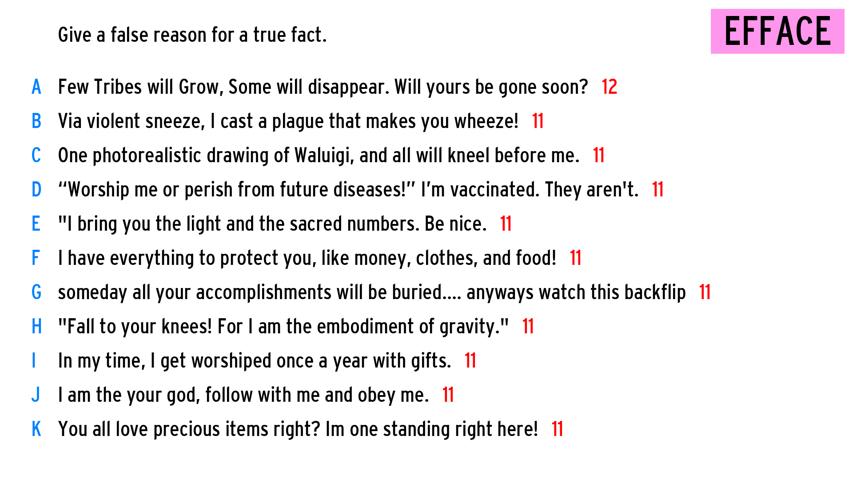 Give a false reason for a true fact.
EFFACE
A Few Tribes will Grow, Some will disappear. Will yours be gone soon? 12
B Via violent sneeze, I cast a plague that makes you wheeze! 11
C One photorealistic drawing of Waluigi, and all will kneel before me. 11
D “Worship me or perish from future diseases!” I’m vaccinated. They aren't. 11
E "I bring you the light and the sacred numbers. Be nice. 11
F I have everything to protect you, like money, clothes, and food! 11
G someday all your accomplishments will be buried.... anyways watch this backflip 11
H "Fall to your knees! For I am the embodiment of gravity." 11
I In my time, I get worshiped once a year with gifts. 11
J I am the your god, follow with me and obey me. 11
K You all love precious items right? Im one standing right here! 11